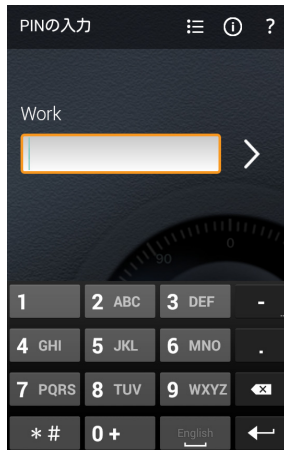 PINの入力 ?
Work
90 0
1 2 ABC 3 DEF -
4 GHI 5 JKL 6 MNO .
7 PQRS 8 TUV 9 WXYZ
* # 0 + English